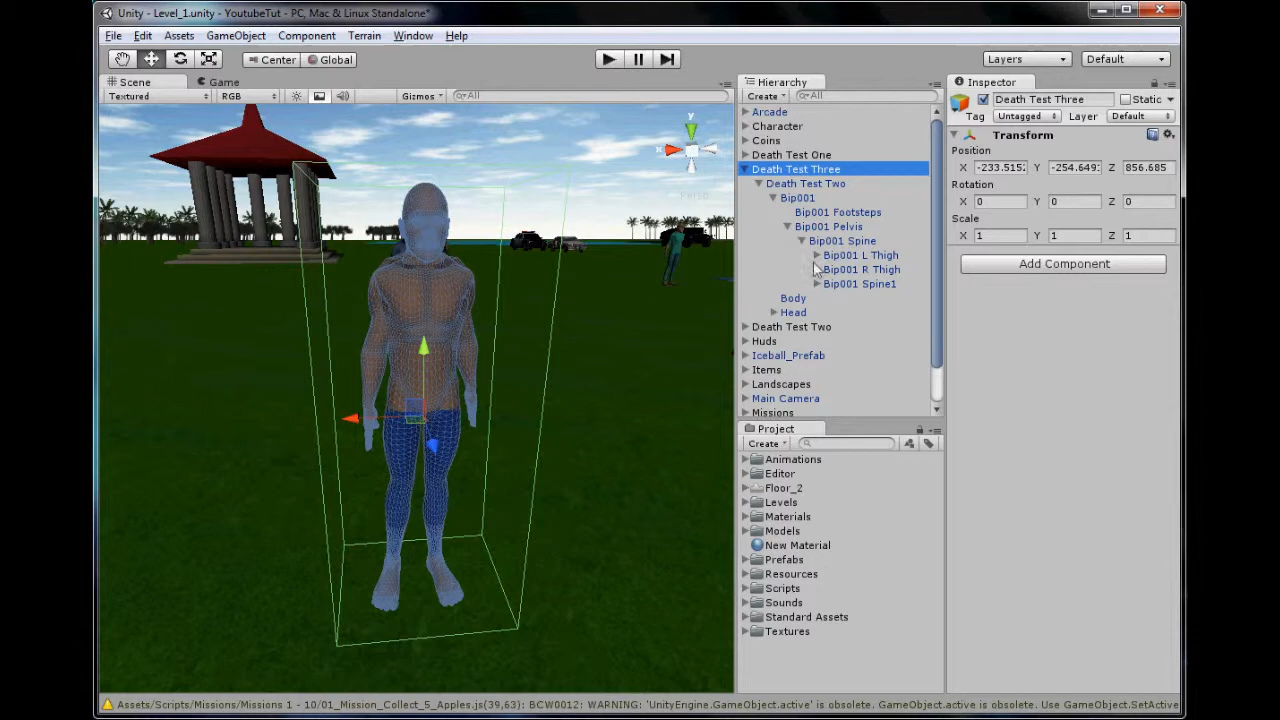 Unity - Level_1.unity - YoutubeTut - PC, Mac & Linux Standalone*
File Edit Assets GameObject Component Terrain Window Help
Center Global Layers Default
Scene Game
Textured RGB Gizmos All
y
x
Persp
Hierarchy
Create All
Arcade
Character
Coins
Death Test One
Death Test Three
Death Test Two
Bip001
Bip001 Footsteps
Bip001 Pelvis
Bip001 Spine
Bip001 L Thigh
Bip001 R Thigh
Bip001 Spine1
Body
Head
Death Test Two
Huds
Iceball_Prefab
Items
Landscapes
Main Camera
Missions
Project
Create
Animations
Editor
Floor_2
Levels
Materials
Models
New Material
Prefabs
Resources
Scripts
Sounds
Standard Assets
Textures
Inspector
Death Test Three Static
Tag Untagged Layer Default
Transform
Position
X -233.515 Y -254.649 Z 856.685
Rotation
X 0 Y 0 Z 0
Scale
X 1 Y 1 Z 1
Add Component
Assets/Scripts/Missions/Missions 1 - 10/01_Mission_Collect_5_Apples.js(39,63): BCW0012: WARNING: 'UnityEngine.GameObject.active' is obsolete. GameObject.active is obsolete. Use GameObject.SetActive